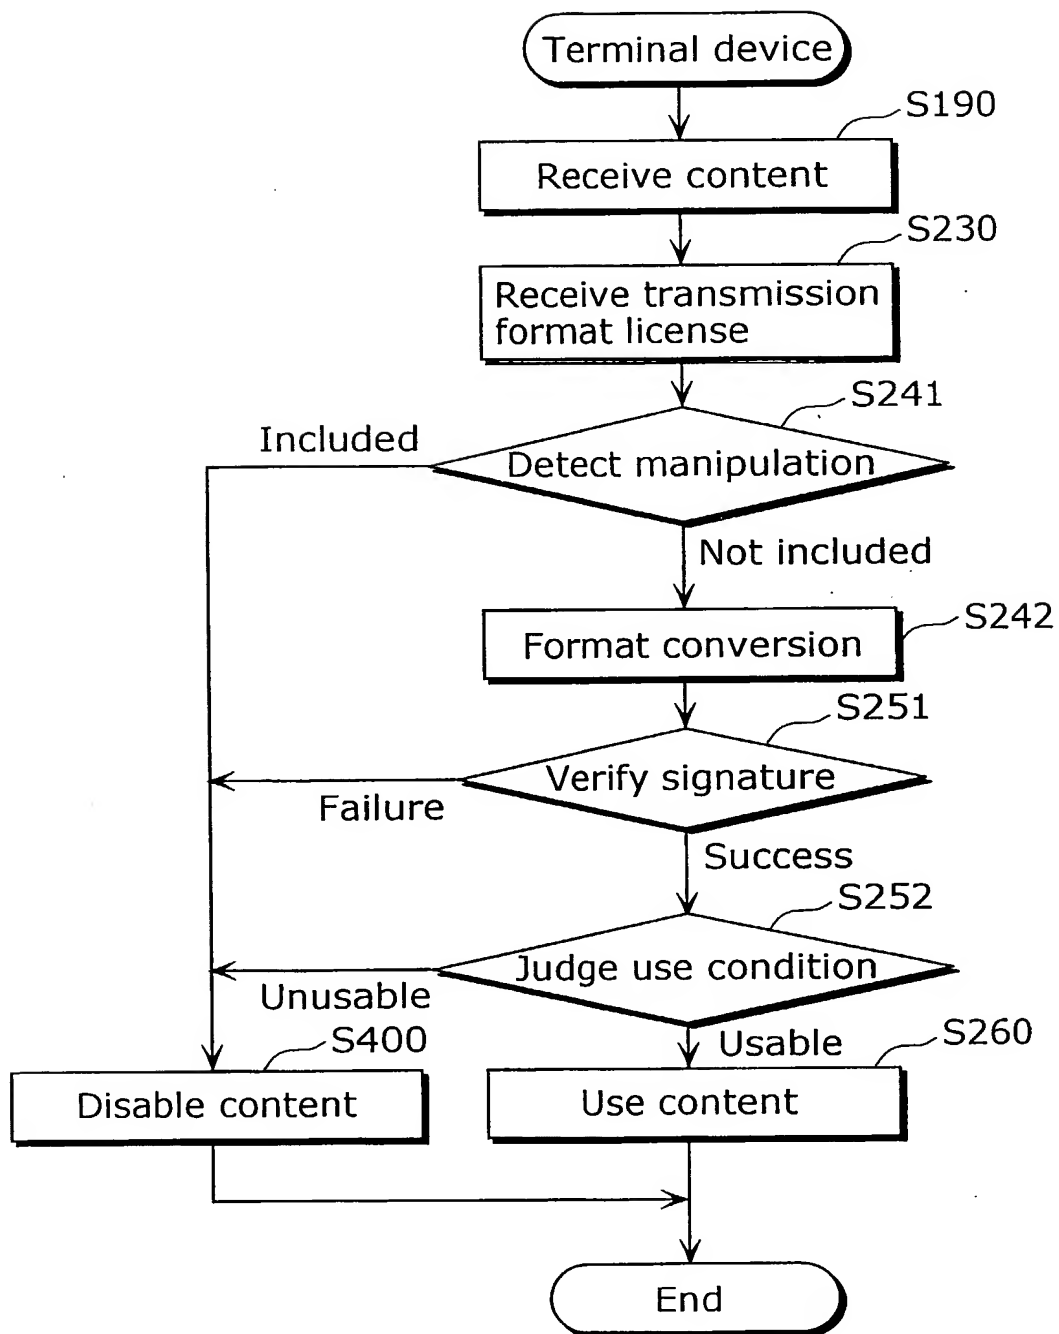 Terminal device
S190
Receive content
S230
Receive transmission
format license
S241
Included
Detect manipulation
Not included
S242
Format conversion
S251
Verify signature
Failure
Success
S252
Judge use condition
Unusable
S400
Usable
S260
Disable content
Use content
End